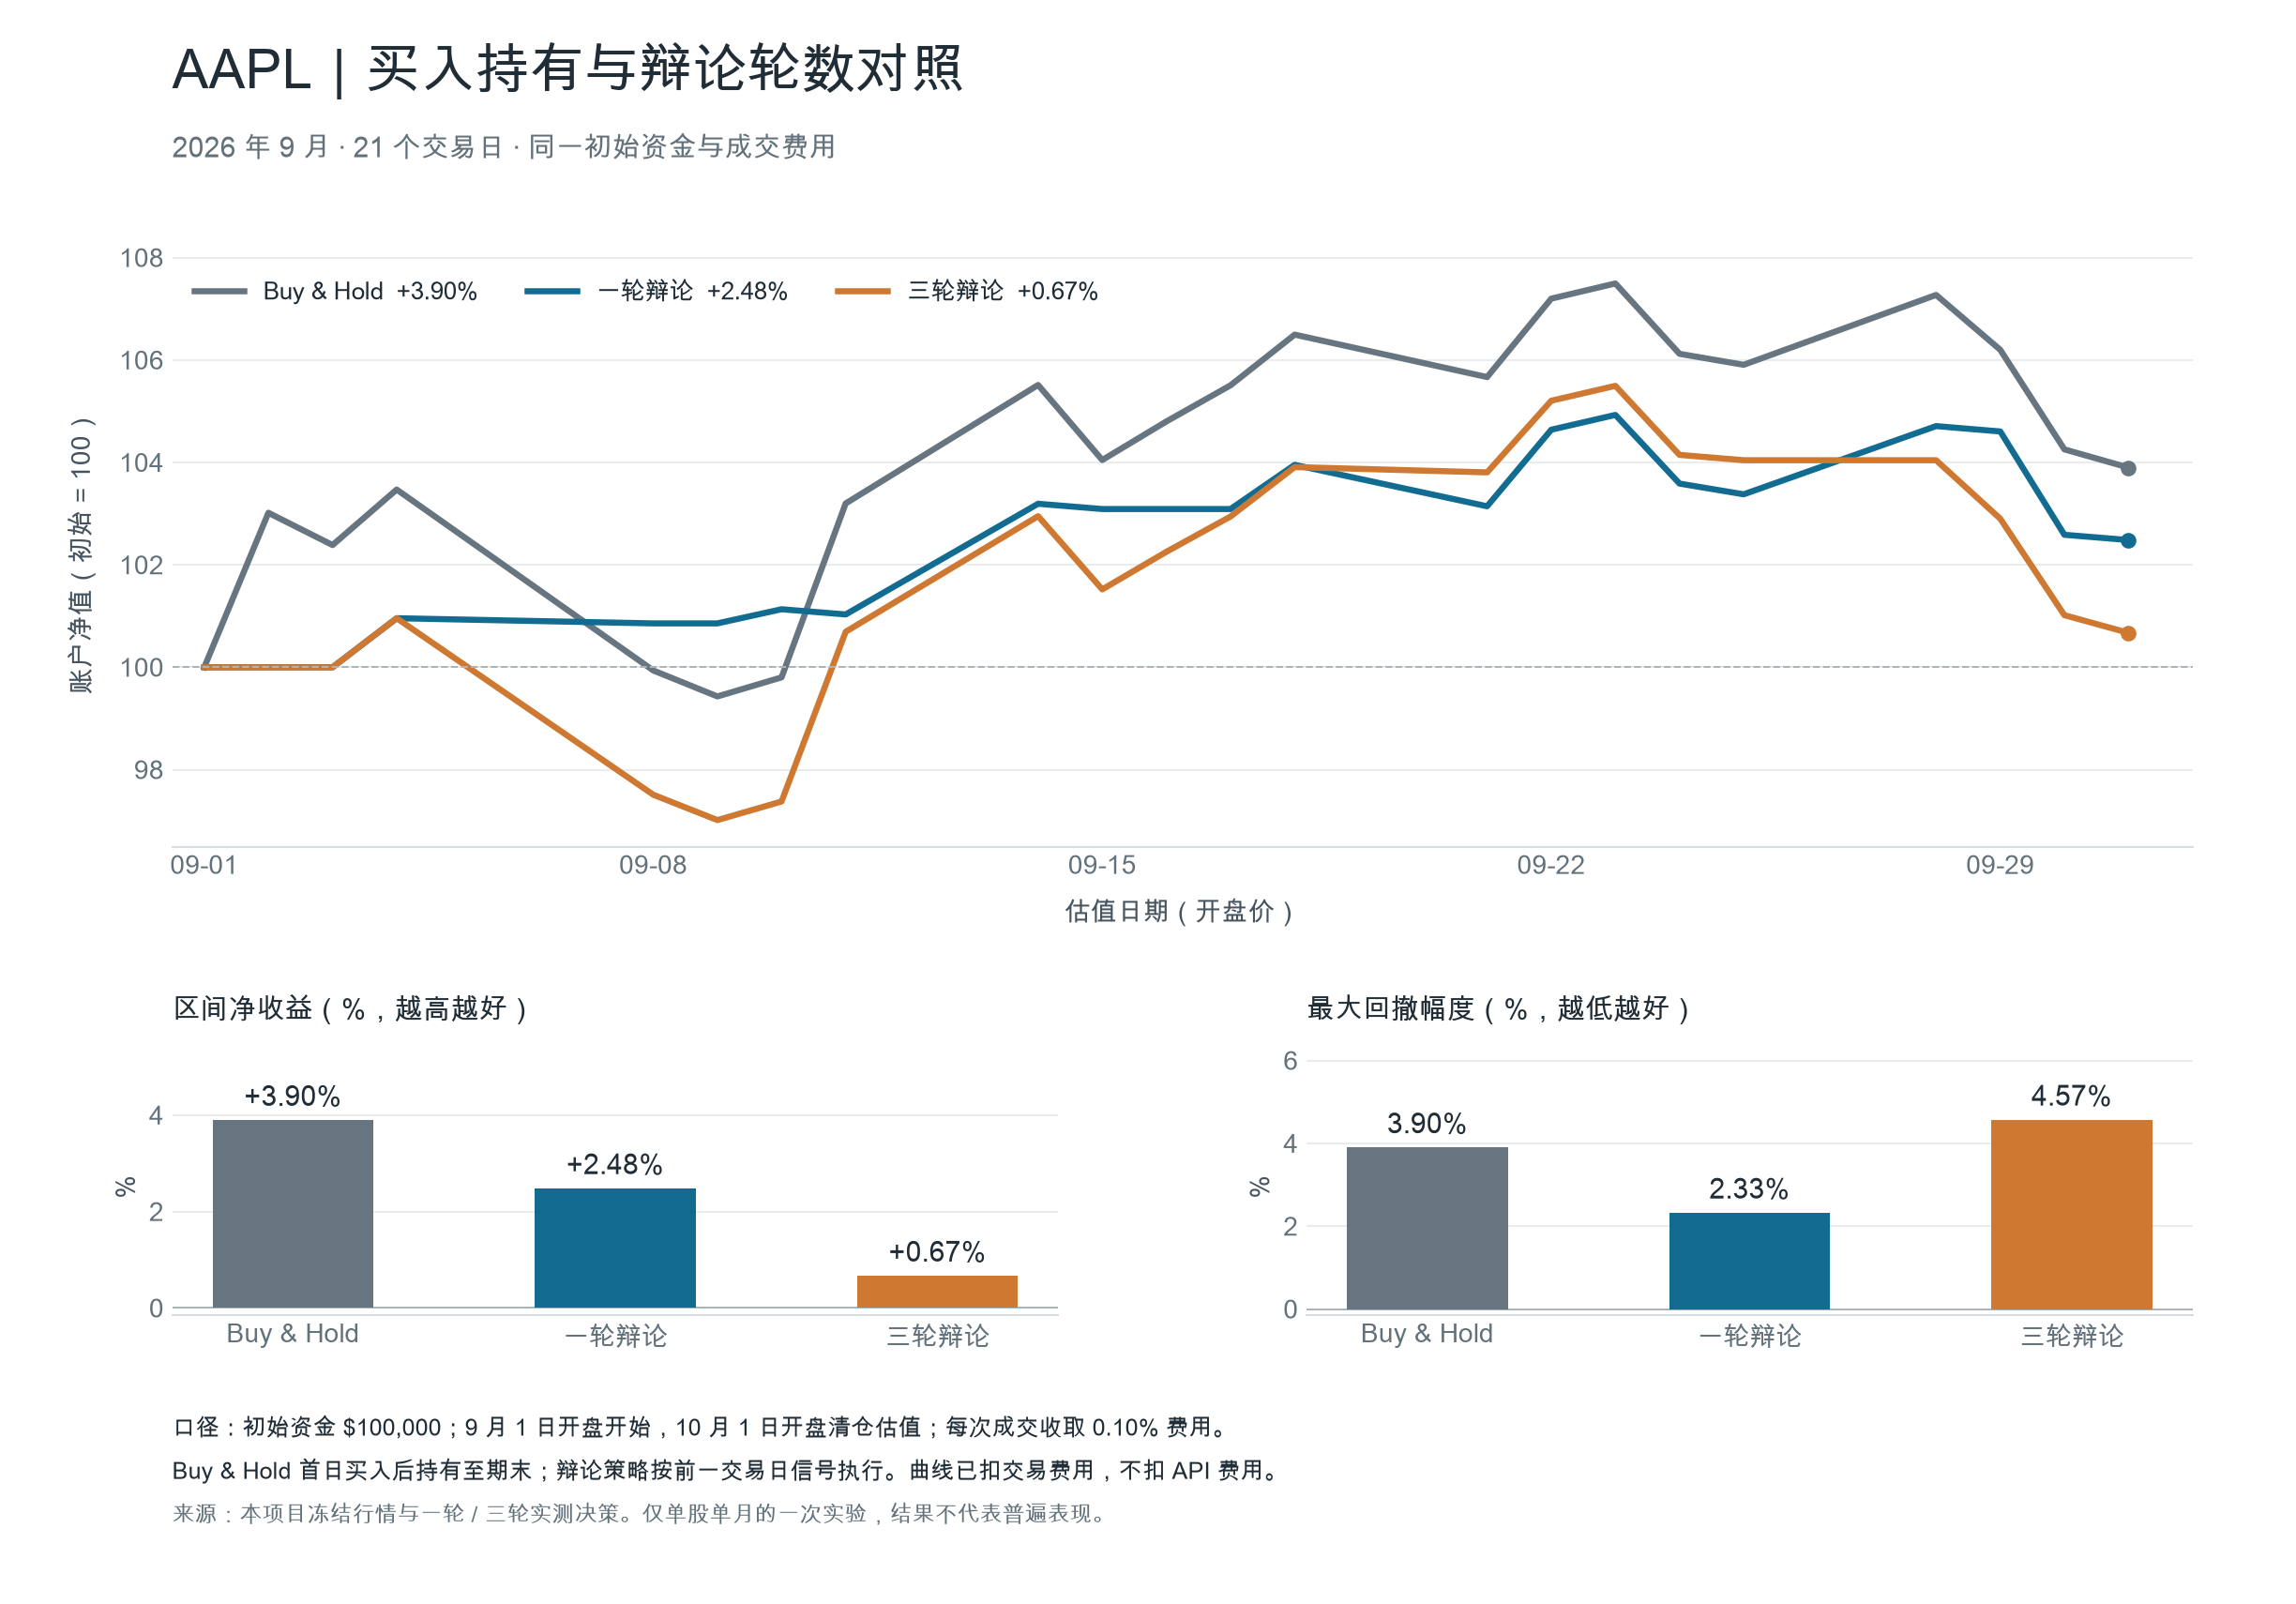 AAPL | 买入持有与辩论轮数对照
2026 年 9 月 · 21 个交易日 · 同一初始资金与成交费用
108
106
104
102
100
98
账户净值（初始 = 100）
Buy & Hold +3.90%
一轮辩论 +2.48%
三轮辩论 +0.67%
09-01
09-08
09-15
09-22
09-29
估值日期（开盘价）
区间净收益（%，越高越好）
4
2
0
%
+3.90%
+2.48%
+0.67%
Buy & Hold
一轮辩论
三轮辩论
最大回撤幅度（%，越低越好）
6
4
2
0
%
3.90%
2.33%
4.57%
Buy & Hold
一轮辩论
三轮辩论
口径：初始资金 $100,000；9 月 1 日开盘开始，10 月 1 日开盘清仓估值；每次成交收取 0.10% 费用。
Buy & Hold 首日买入后持有至期末；辩论策略按前一交易日信号执行。曲线已扣交易费用，不扣 API 费用。
来源：本项目冻结行情与一轮 / 三轮实测决策。仅单股单月的一次实验，结果不代表普遍表现。